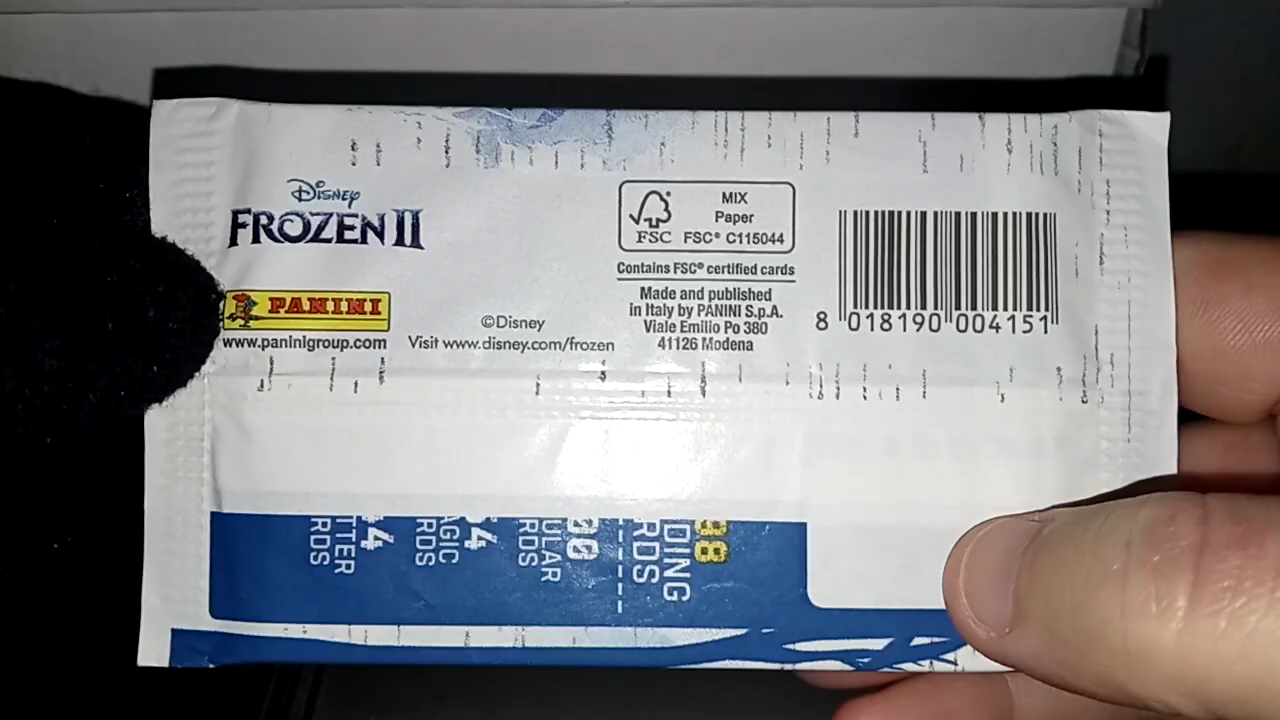 Disney
FROZEN II
PANINI
www.paninigroup.com
©Disney
Visit www.disney.com/frozen
MIX
Paper
FSC
FSC® C115044
Contains FSC® certified cards
Made and published
in Italy by PANINI S.p.A.
Viale Emilio Po 380
41126 Modena
8 018190 004151